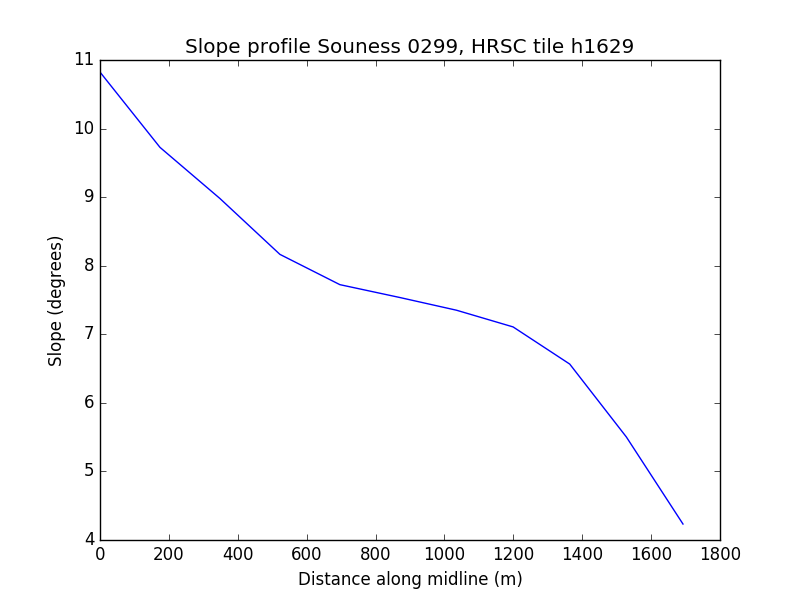 Slope profile Souness 0299, HRSC tile h1629
11
10
9
8
7
6
5
4
Slope (degrees)
0 200 400 600 800 1000 1200 1400 1600 1800
Distance along midline (m)